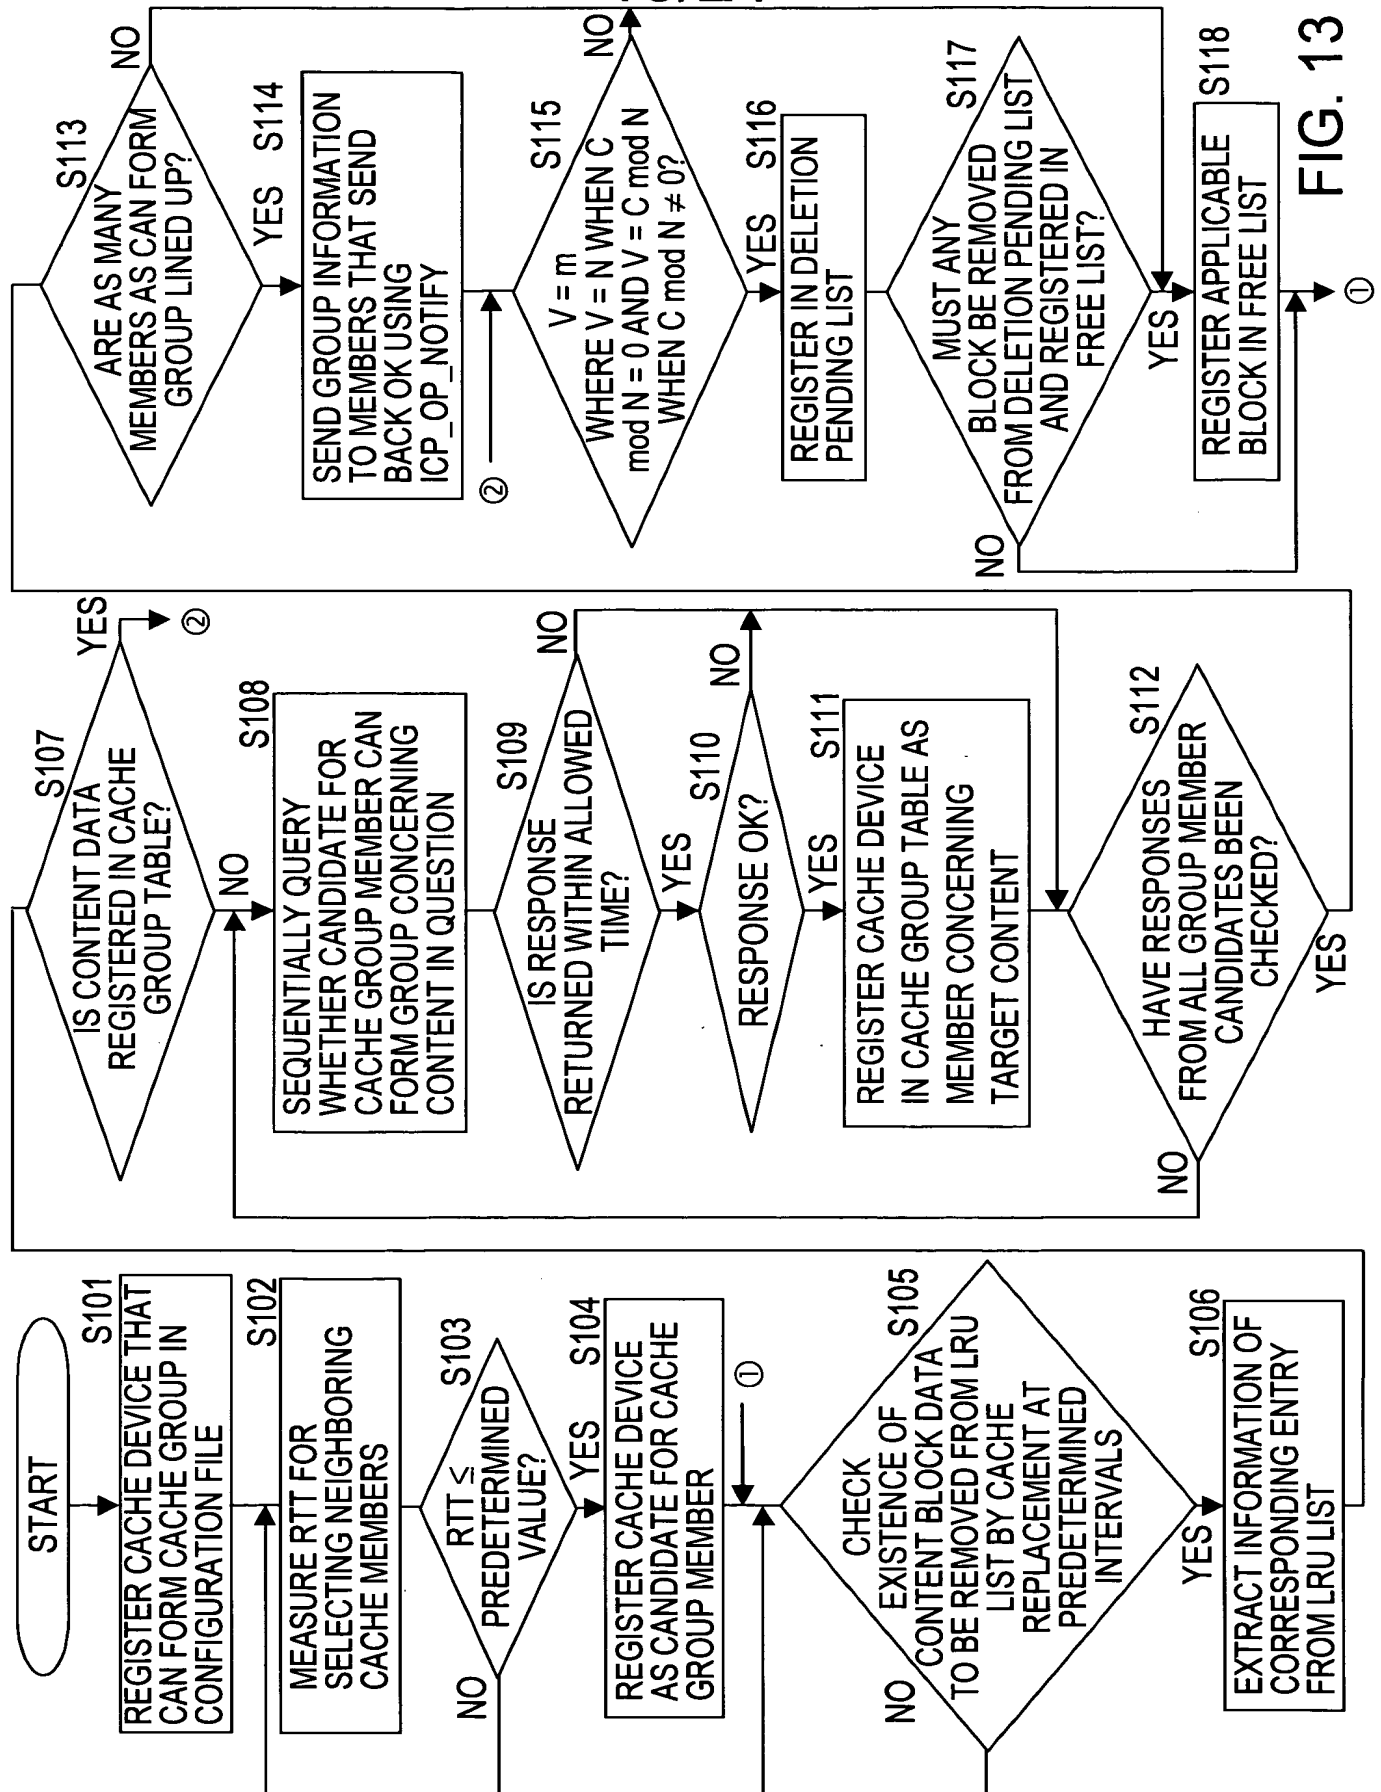 START
S101
REGISTER CACHE DEVICE THAT
CAN FORM CACHE GROUP IN
CONFIGURATION FILE
S102
MEASURE RTT FOR
SELECTING NEIGHBORING
CACHE MEMBERS
S103
RTT ≤
PREDETERMINED
VALUE?
NO
YES
S104
REGISTER CACHE DEVICE
AS CANDIDATE FOR CACHE
GROUP MEMBER
①
S105
CHECK
EXISTENCE OF
CONTENT BLOCK DATA
TO BE REMOVED FROM LRU
LIST BY CACHE
REPLACEMENT AT
PREDETERMINED
INTERVALS
NO
YES
S106
EXTRACT INFORMATION OF
CORRESPONDING ENTRY
FROM LRU LIST
S107
IS CONTENT DATA
REGISTERED IN CACHE
GROUP TABLE?
YES
②
NO
S108
SEQUENTIALLY QUERY
WHETHER CANDIDATE FOR
CACHE GROUP MEMBER CAN
FORM GROUP CONCERNING
CONTENT IN QUESTION
S109
IS RESPONSE
RETURNED WITHIN ALLOWED
TIME?
NO
YES
S110
RESPONSE OK?
NO
YES
S111
REGISTER CACHE DEVICE
IN CACHE GROUP TABLE AS
MEMBER CONCERNING
TARGET CONTENT
S112
HAVE RESPONSES
FROM ALL GROUP MEMBER
CANDIDATES BEEN
CHECKED?
NO
YES
S113
ARE AS MANY
MEMBERS AS CAN FORM
GROUP LINED UP?
NO
YES
S114
SEND GROUP INFORMATION
TO MEMBERS THAT SEND
BACK OK USING
ICP_OP_NOTIFY
②
S115
V = m
WHERE V = N WHEN C
mod N = 0 AND V = C mod N
WHEN C mod N ≠ 0?
NO
YES
S116
REGISTER IN DELETION
PENDING LIST
S117
MUST ANY
BLOCK BE REMOVED
FROM DELETION PENDING LIST
AND REGISTERED IN
FREE LIST?
NO
YES
S118
REGISTER APPLICABLE
BLOCK IN FREE LIST
①
FIG. 13